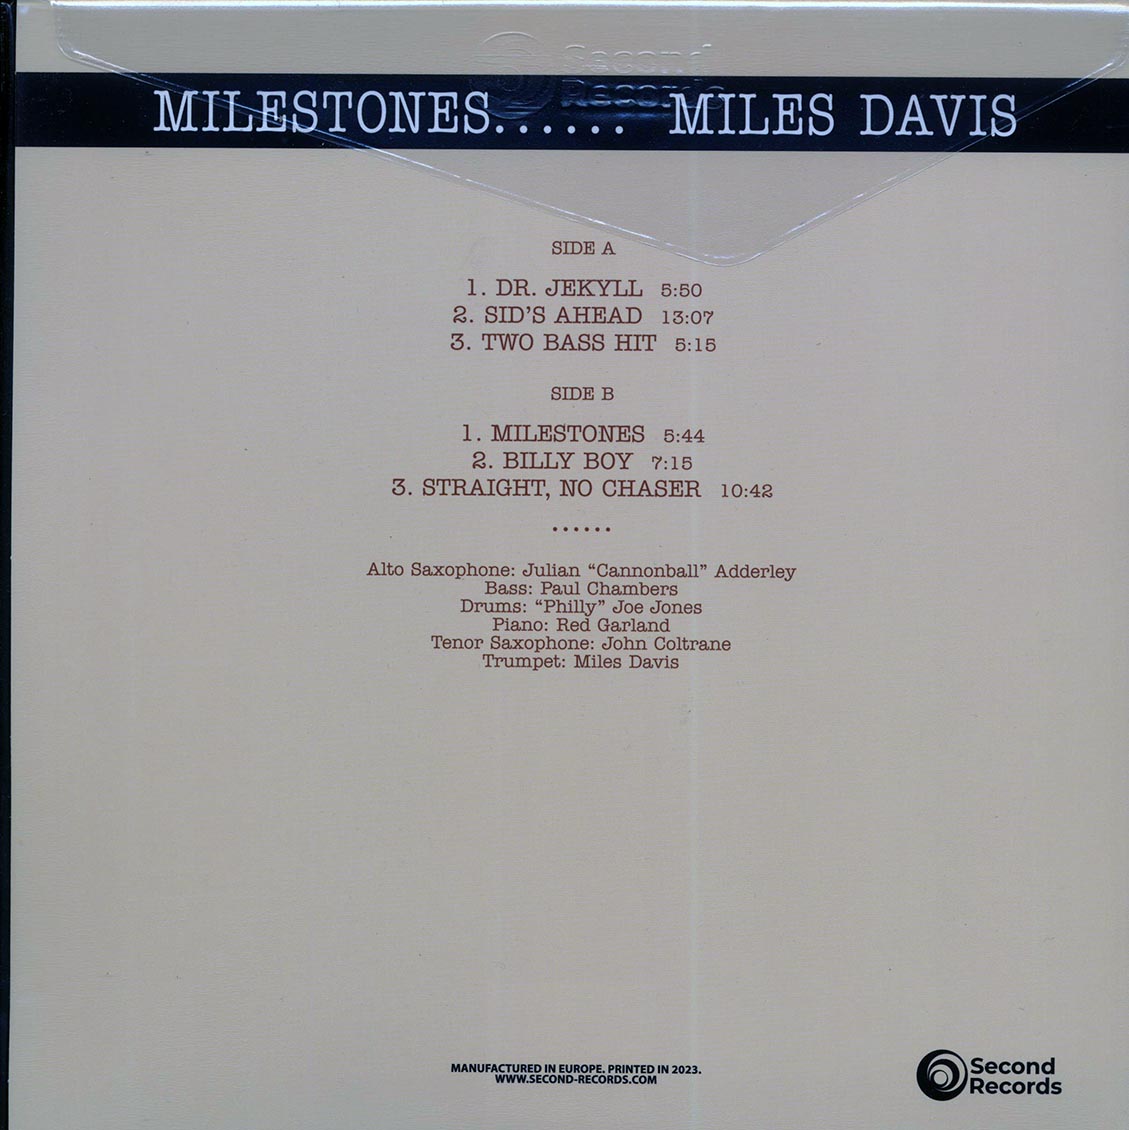 Second
Records
MILESTONES...... MILES DAVIS
SIDE A
1. DR. JEKYLL 5:50
2. SID'S AHEAD 13:07
3. TWO BASS HIT 5:15
SIDE B
1. MILESTONES 5:44
2. BILLY BOY 7:15
3. STRAIGHT, NO CHASER 10:42
......
Alto Saxophone: Julian “Cannonball” Adderley
Bass: Paul Chambers
Drums: “Philly” Joe Jones
Piano: Red Garland
Tenor Saxophone: John Coltrane
Trumpet: Miles Davis
MANUFACTURED IN EUROPE. PRINTED IN 2023.
WWW.SECOND-RECORDS.COM
Second
Records